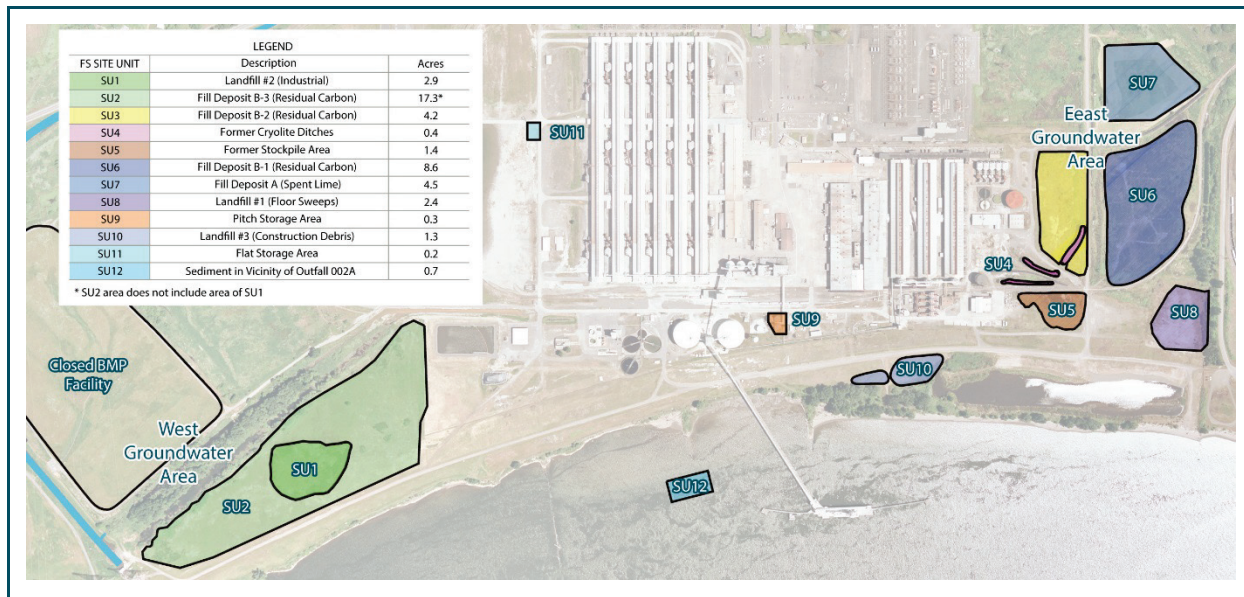 LEGEND
FS SITE UNIT Description Acres
SU1 Landfill #2 (Industrial) 2.9
SU2 Fill Deposit B-3 (Residual Carbon) 17.3*
SU3 Fill Deposit B-2 (Residual Carbon) 4.2
SU4 Former Cryolite Ditches 0.4
SU5 Former Stockpile Area 1.4
SU6 Fill Deposit B-1 (Residual Carbon) 8.6
SU7 Fill Deposit A (Spent Lime) 4.5
SU8 Landfill #1 (Floor Sweeps) 2.4
SU9 Pitch Storage Area 0.3
SU10 Landfill #3 (Construction Debris) 1.3
SU11 Flat Storage Area 0.2
SU12 Sediment in Vicinity of Outfall 002A 0.7
* SU2 area does not include area of SU1
SU11
SU7
Eeast
Groundwater
Area
SU6
SU4
SU5
SU8
SU9
SU10
Closed BMP
Facility
West
Groundwater
Area
SU1
SU2
SU12